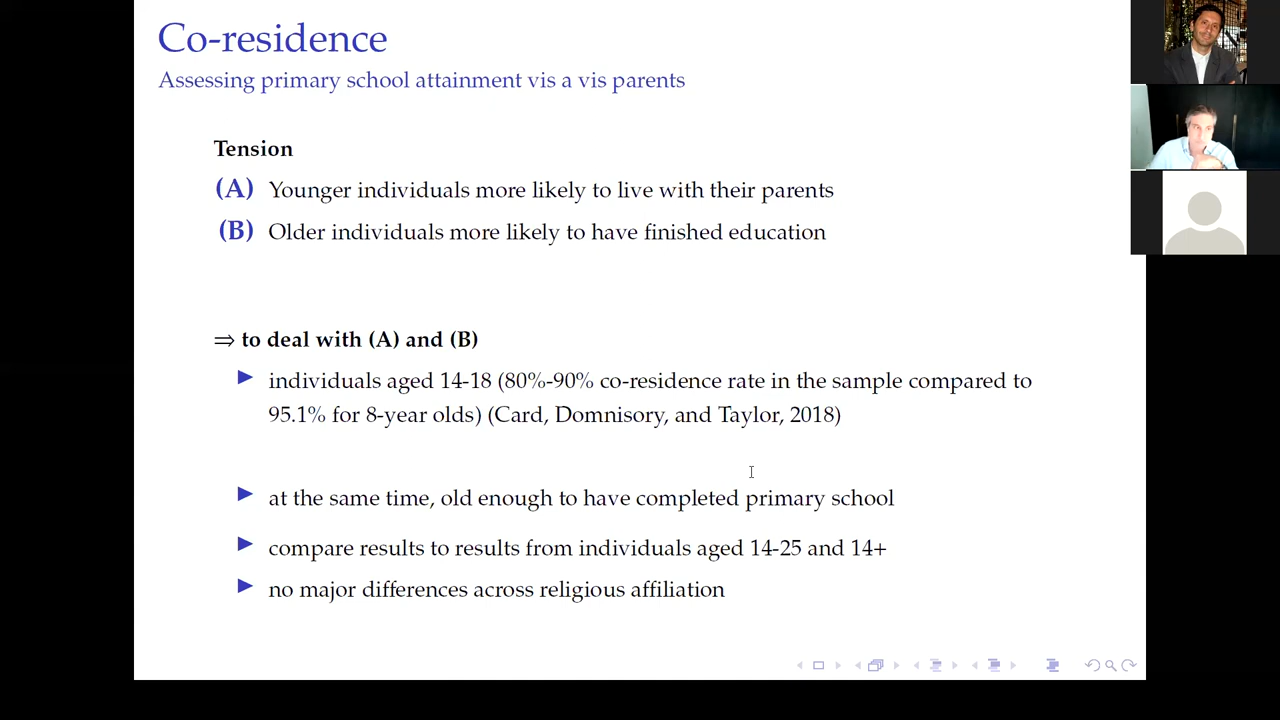 Co-residence
Assessing primary school attainment vis a vis parents
Tension
(A) Younger individuals more likely to live with their parents
(B) Older individuals more likely to have finished education
⇒ to deal with (A) and (B)
▶ individuals aged 14-18 (80%-90% co-residence rate in the sample compared to
95.1% for 8-year olds) (Card, Domnisory, and Taylor, 2018)
▶ at the same time, old enough to have completed primary school
▶ compare results to results from individuals aged 14-25 and 14+
▶ no major differences across religious affiliation